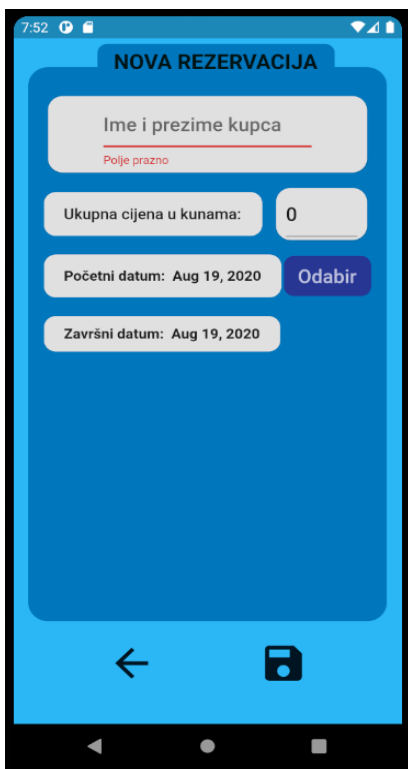 7:52
NOVA REZERVACIJA
Ime i prezime kupca
Polje prazno
Ukupna cijena u kunama: 0
Početni datum: Aug 19, 2020 Odabir
Završni datum: Aug 19, 2020